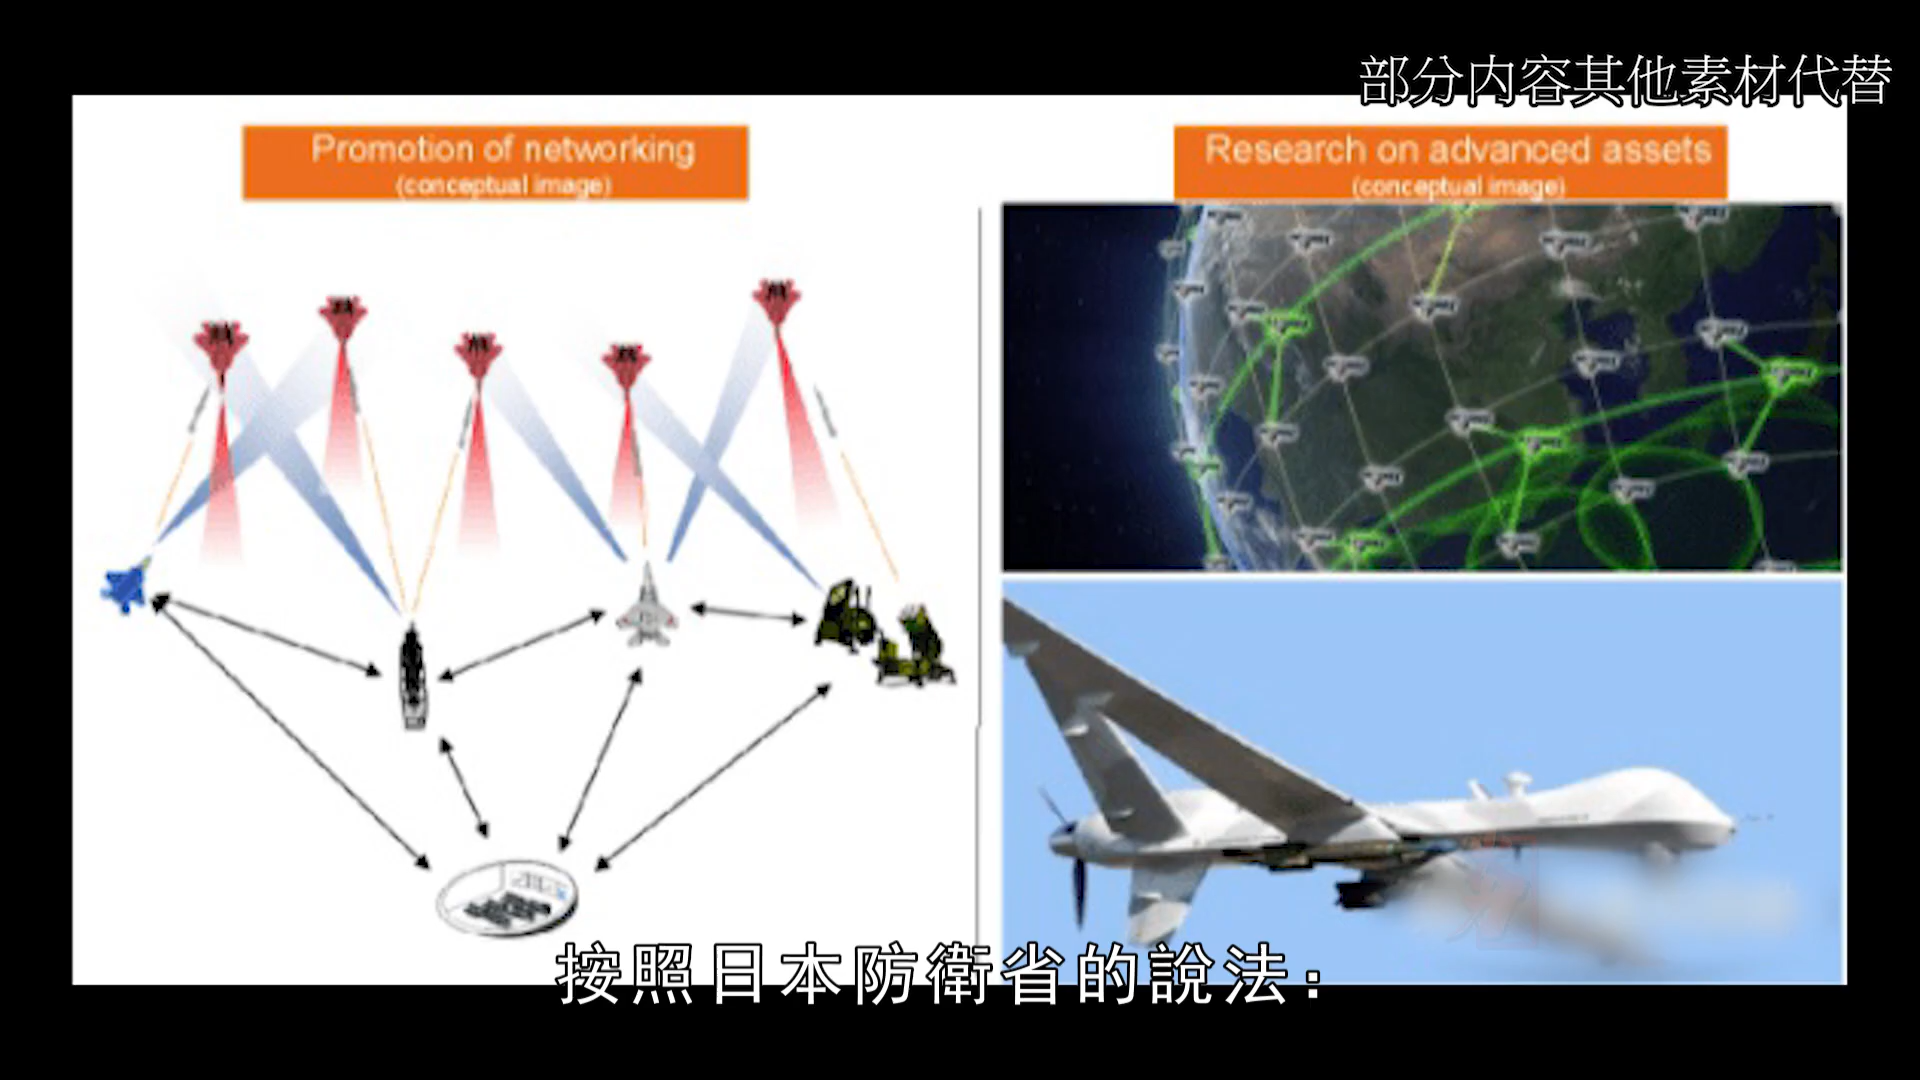 部分内容其他素材代替
Promotion of networking
(conceptual image)
Research on advanced assets
(conceptual image)
按照日本防衛省的說法：